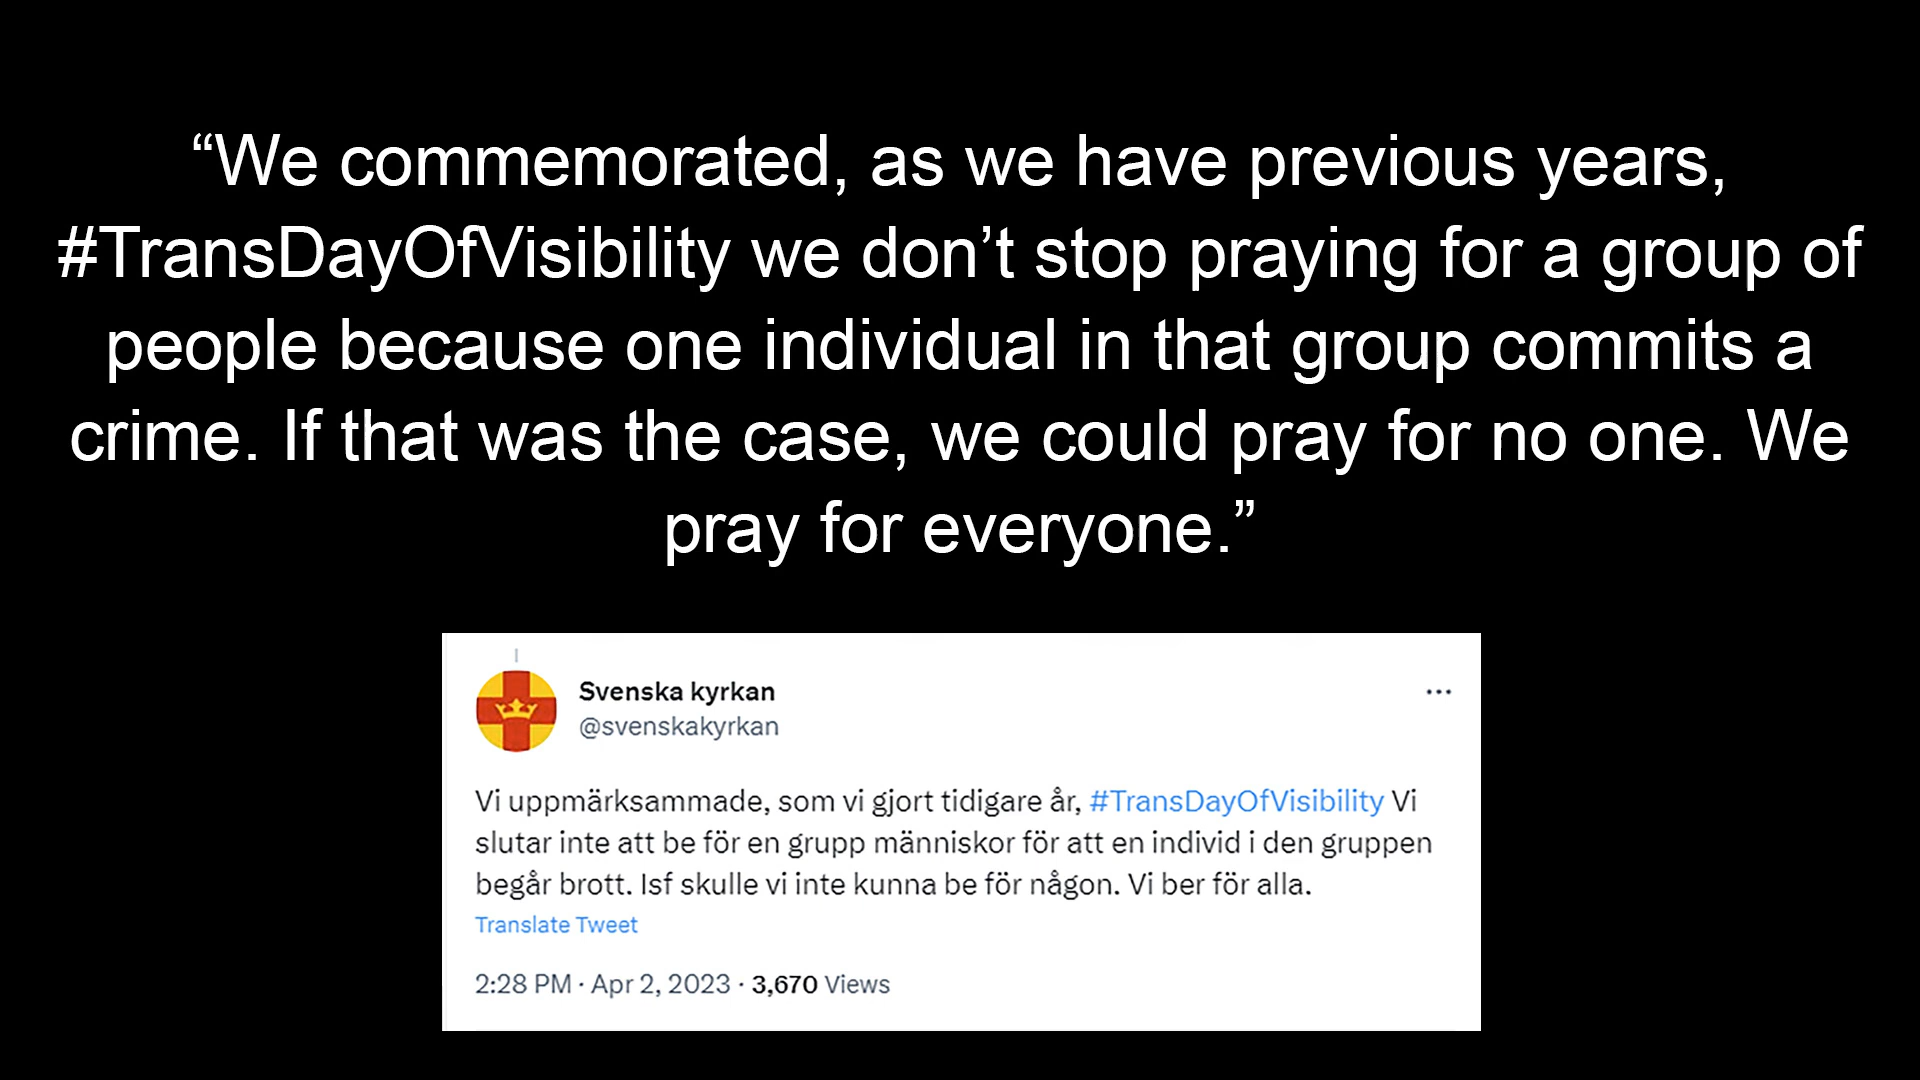 “We commemorated, as we have previous years,
#TransDayOfVisibility we don’t stop praying for a group of
people because one individual in that group commits a
crime. If that was the case, we could pray for no one. We
pray for everyone.”
Svenska kyrkan
@svenskakyrkan
Vi uppmärksammade, som vi gjort tidigare år, #TransDayOfVisibility Vi
slutar inte att be för en grupp människor för att en individ i den gruppen
begår brott. Isf skulle vi inte kunna be för någon. Vi ber för alla.
Translate Tweet
2:28 PM · Apr 2, 2023 · 3,670 Views